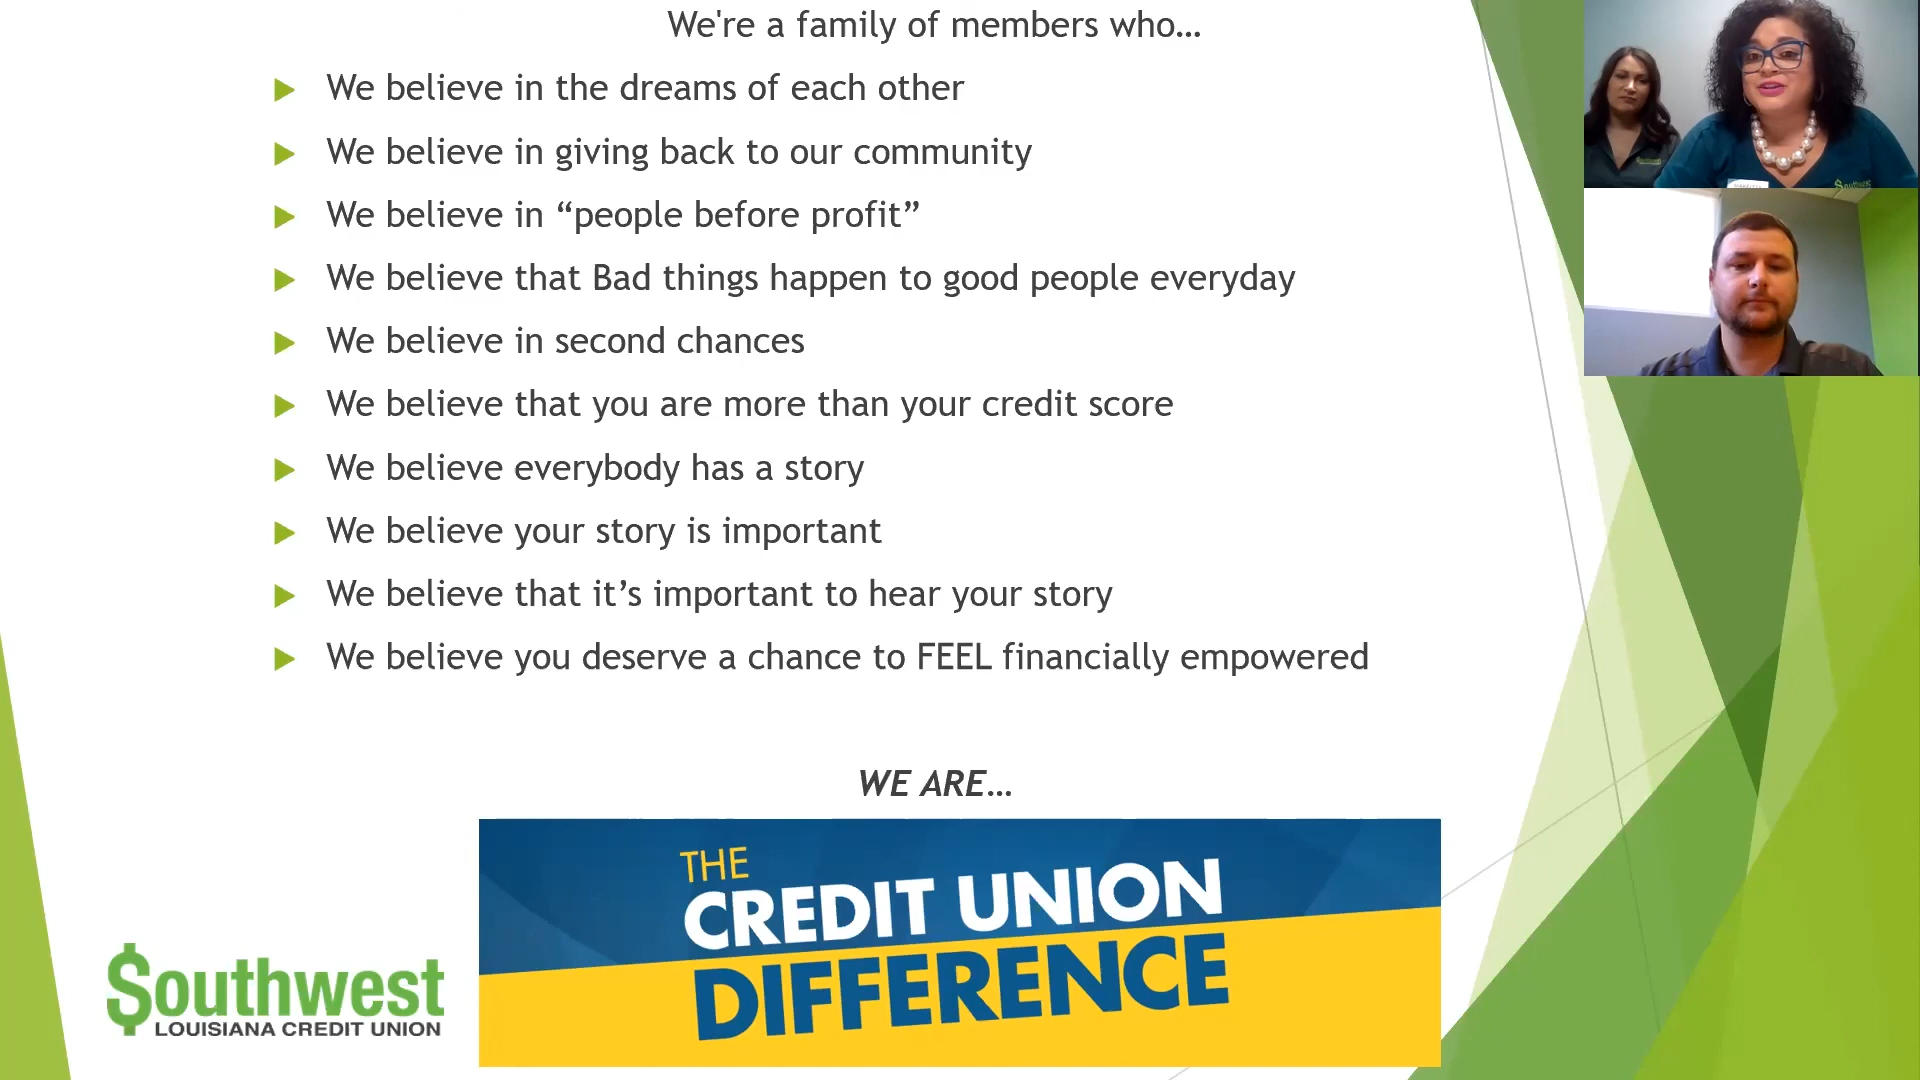 We're a family of members who…
We believe in the dreams of each other
We believe in giving back to our community
We believe in “people before profit”
We believe that Bad things happen to good people everyday
We believe in second chances
We believe that you are more than your credit score
We believe everybody has a story
We believe your story is important
We believe that it’s important to hear your story
We believe you deserve a chance to FEEL financially empowered
WE ARE…
THE
CREDIT UNION
DIFFERENCE
$outhwest
LOUISIANA CREDIT UNION
$outhwest